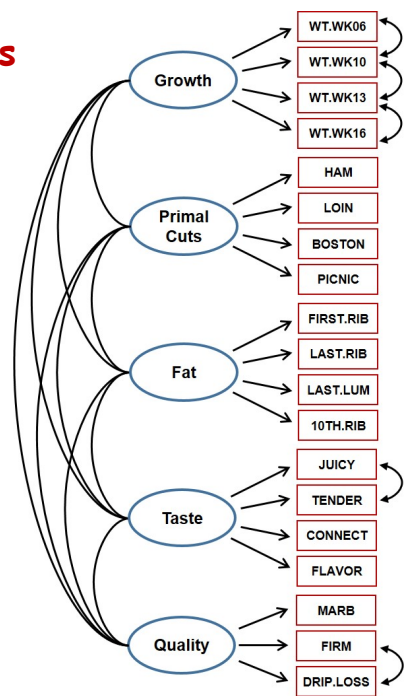 s
Growth
WT.WK06
WT.WK10
WT.WK13
WT.WK16
Primal
Cuts
HAM
LOIN
BOSTON
PICNIC
Fat
FIRST.RIB
LAST.RIB
LAST.LUM
10TH.RIB
Taste
JUICY
TENDER
CONNECT
FLAVOR
Quality
MARB
FIRM
DRIP.LOSS